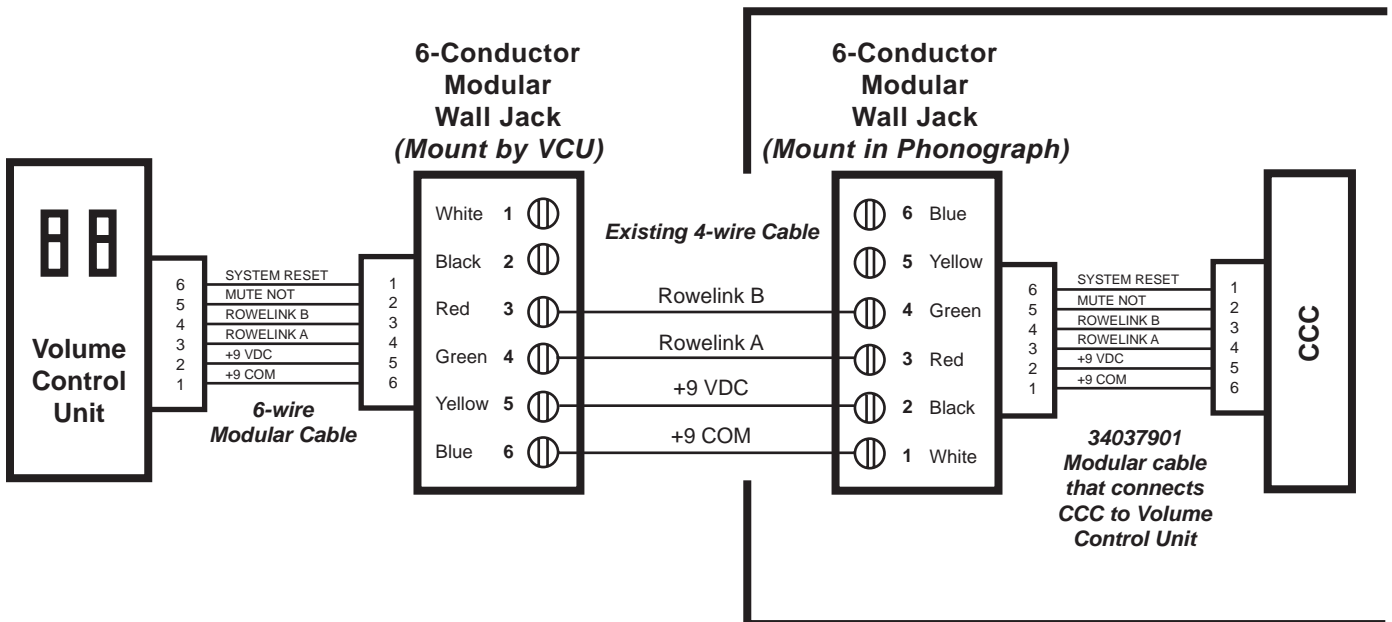 6-Conductor
Modular
Wall Jack
(Mount by VCU)
6-Conductor
Modular
Wall Jack
(Mount in Phonograph)
Volume
Control
Unit
6
5
4
3
2
1
SYSTEM RESET
MUTE NOT
ROWELINK B
ROWELINK A
+9 VDC
+9 COM
6-wire
Modular Cable
1
2
3
4
5
6
White 1
Black 2
Red 3
Green 4
Yellow 5
Blue 6
Existing 4-wire Cable
Rowelink B
Rowelink A
+9 VDC
+9 COM
6 Blue
5 Yellow
4 Green
3 Red
2 Black
1 White
6
5
4
3
2
1
SYSTEM RESET
MUTE NOT
ROWELINK B
ROWELINK A
+9 VDC
+9 COM
1
2
3
4
5
6
34037901
Modular cable
that connects
CCC to Volume
Control Unit
CCC